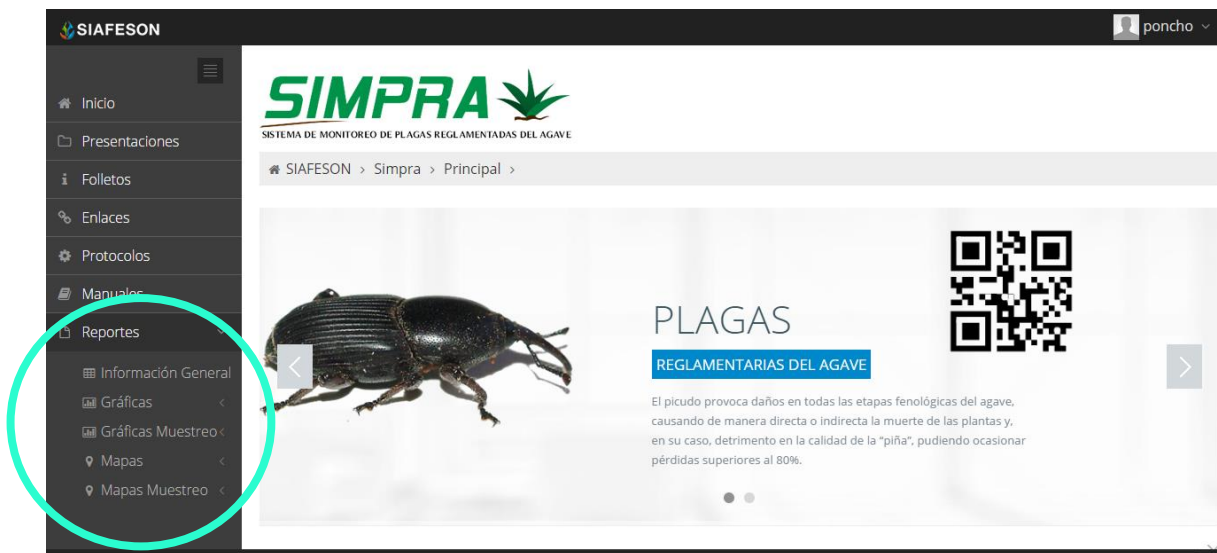 SIAFESON
poncho
Inicio
Presentaciones
Folletos
Enlaces
Protocolos
Manuales
Reportes
Información General
Gráficas
Gráficas Muestreo
Mapas
Mapas Muestreo
SIMPRA
SISTEMA DE MONITOREO DE PLAGAS REGLAMENTADAS DEL AGAVE
SIAFESON > Simpra > Principal >
PLAGAS
REGLAMENTARIAS DEL AGAVE
El picudo provoca daños en todas las etapas fenológicas del agave,
causando de manera directa o indirecta la muerte de las plantas y,
en su caso, detrimento en la calidad de la “piña”, pudiendo ocasionar
pérdidas superiores al 80%.